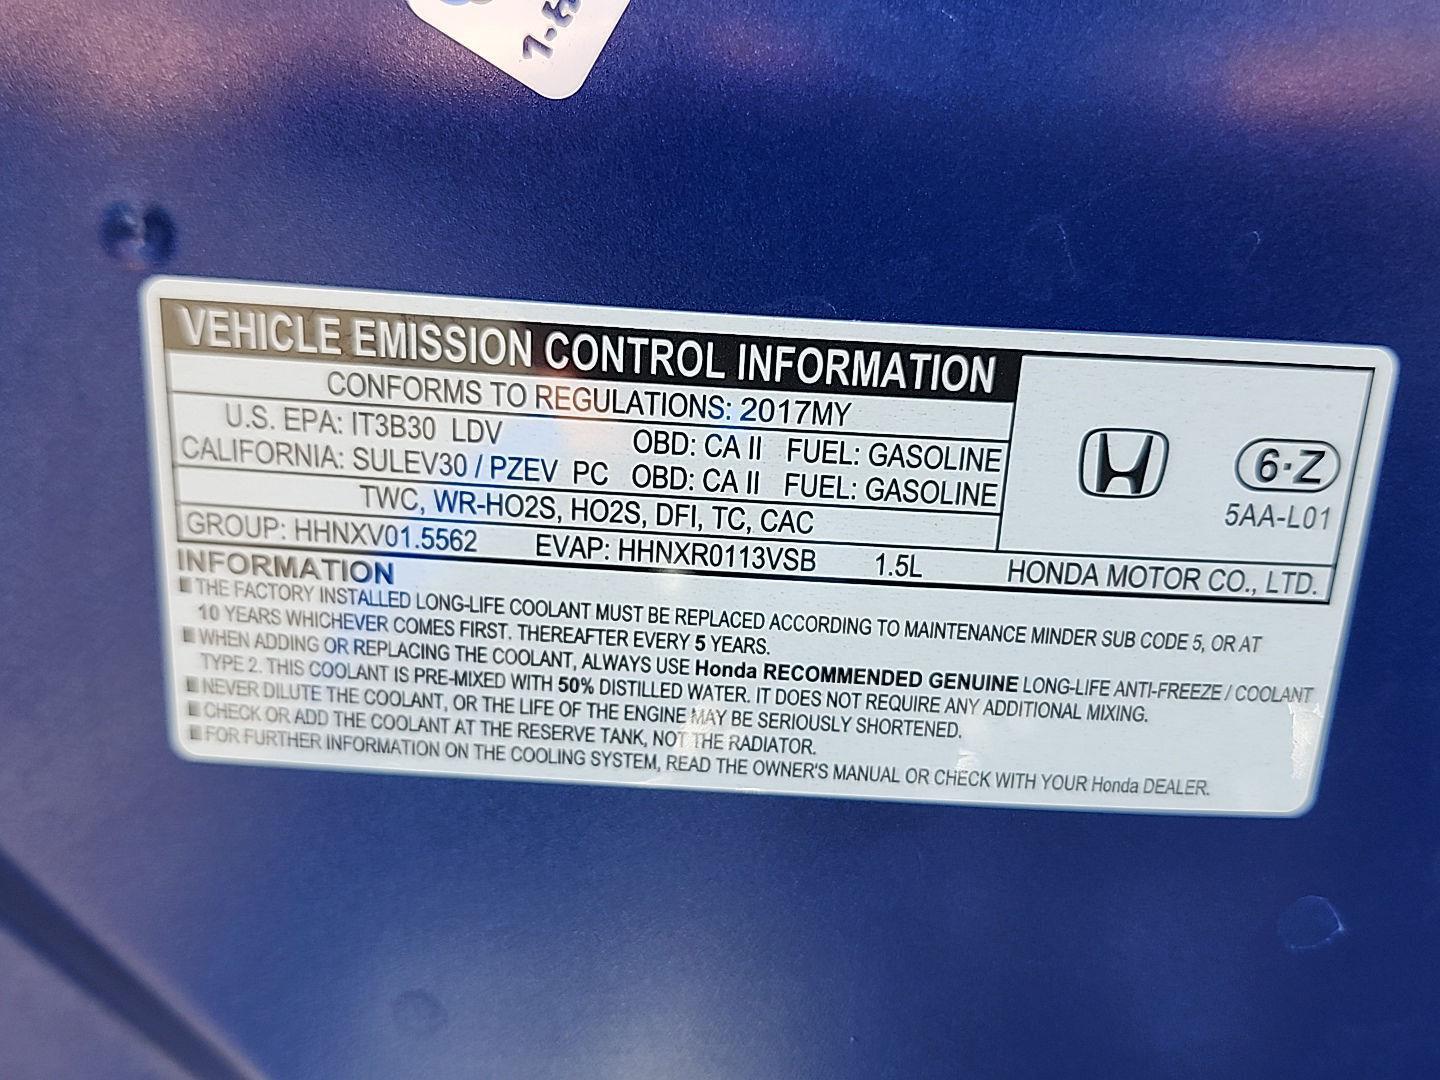 VEHICLE EMISSION CONTROL INFORMATION
CONFORMS TO REGULATIONS: 2017MY
U.S. EPA: IT3B30 LDV OBD: CA II FUEL: GASOLINE
CALIFORNIA: SULEV30 / PZEV PC OBD: CA II FUEL: GASOLINE
TWC, WR-HO2S, HO2S, DFI, TC, CAC
6·Z
5AA-L01
GROUP: HHNXV01.5562 EVAP: HHNXR0113VSB 1.5L HONDA MOTOR CO., LTD.
INFORMATION
■ THE FACTORY INSTALLED LONG-LIFE COOLANT MUST BE REPLACED ACCORDING TO MAINTENANCE MINDER SUB CODE 5, OR AT
10 YEARS WHICHEVER COMES FIRST. THEREAFTER EVERY 5 YEARS.
■ WHEN ADDING OR REPLACING THE COOLANT, ALWAYS USE Honda RECOMMENDED GENUINE LONG-LIFE ANTI-FREEZE / COOLANT
TYPE 2. THIS COOLANT IS PRE-MIXED WITH 50% DISTILLED WATER. IT DOES NOT REQUIRE ANY ADDITIONAL MIXING.
■ NEVER DILUTE THE COOLANT, OR THE LIFE OF THE ENGINE MAY BE SERIOUSLY SHORTENED.
■ CHECK OR ADD THE COOLANT AT THE RESERVE TANK, NOT THE RADIATOR.
■ FOR FURTHER INFORMATION ON THE COOLING SYSTEM, READ THE OWNER'S MANUAL OR CHECK WITH YOUR Honda DEALER.